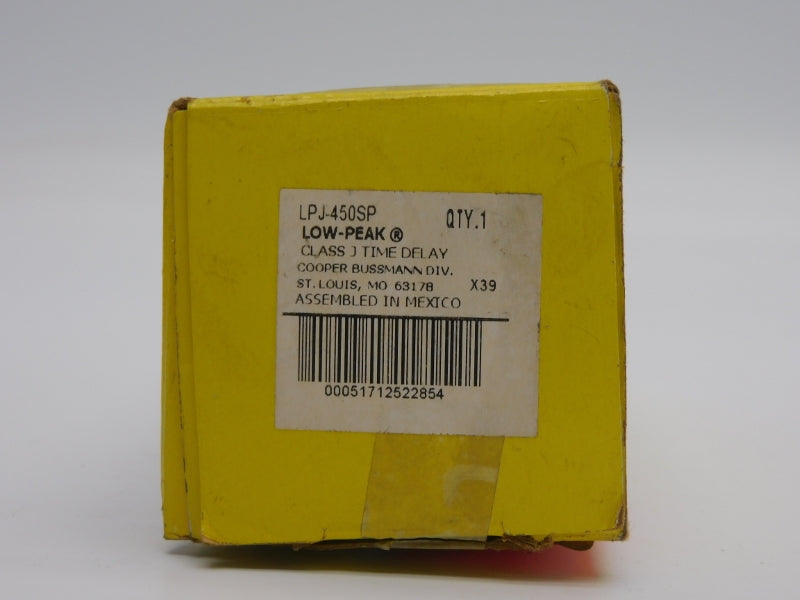 LPJ-450SP QTY.1
LOW-PEAK ®
CLASS J TIME DELAY
COOPER BUSSMANN DIV.
ST. LOUIS, MO 63178 X39
ASSEMBLED IN MEXICO
00051712522854